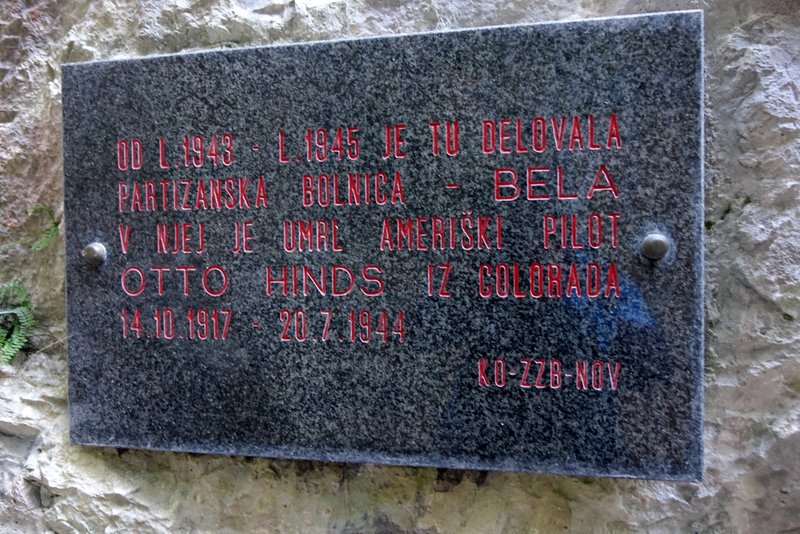 OD L.1943 - L.1945 JE TU DELOVALA
PARTIZANSKA BOLNICA - BELA
V NJEJ JE UMRL AMERIŠKI PILOT
OTTO HINDS IZ COLORADA
14.10.1917 - 20.7.1944
KO-ZZB-NOV